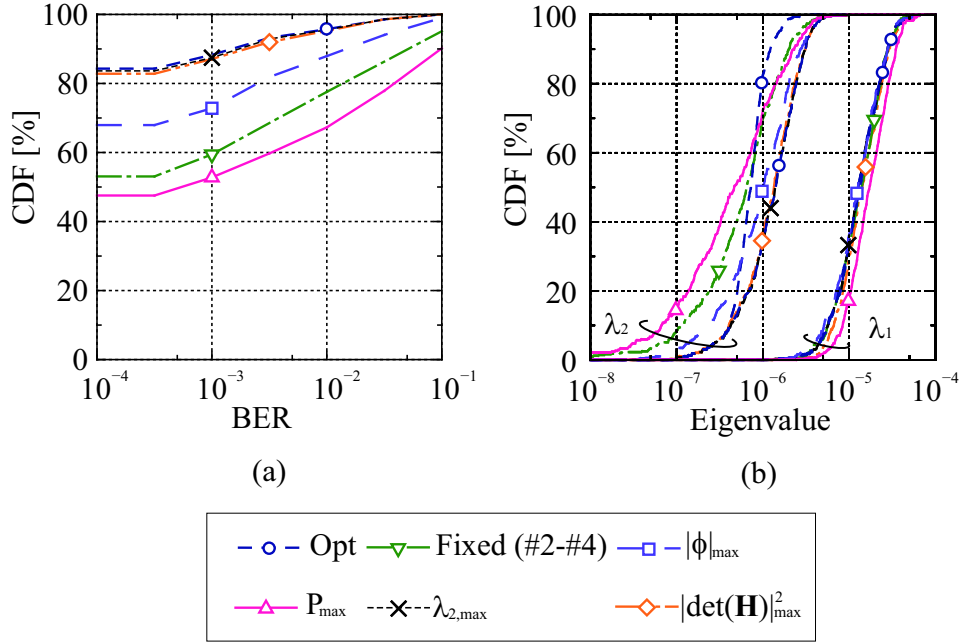 CDF [%]
100
80
60
40
20
0
10⁻⁴
10⁻³
10⁻²
10⁻¹
BER
(a)
CDF [%]
100
80
60
40
20
0
λ₂
λ₁
10⁻⁸
10⁻⁷
10⁻⁶
10⁻⁵
10⁻⁴
Eigenvalue
(b)
Opt Fixed (#2-#4) |ϕ|max
Pmax λ2,max |det(H)|²max